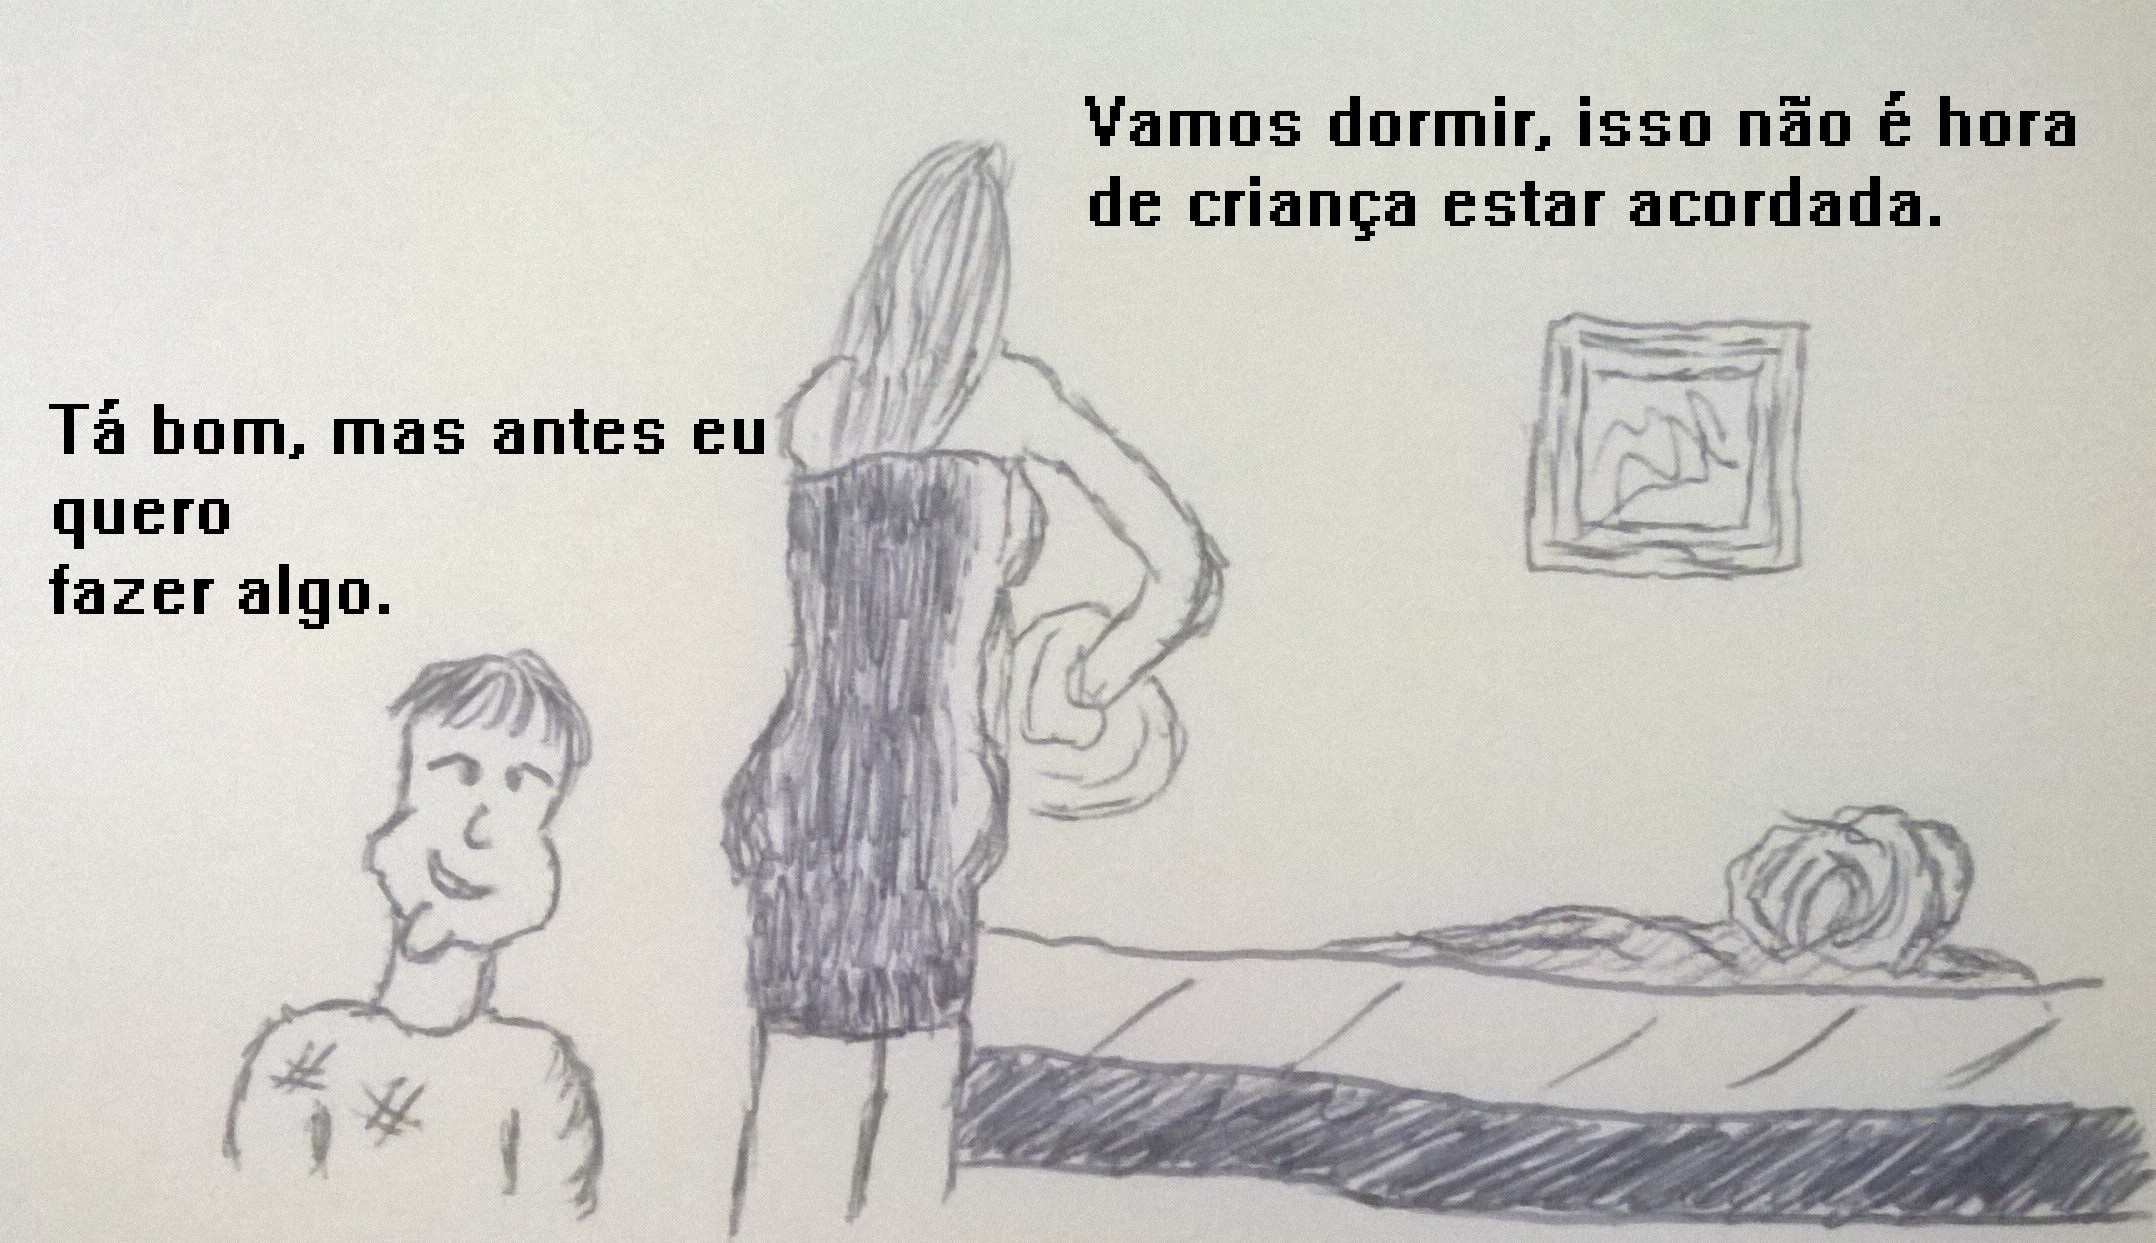 Vamos dormir, isso não é hora
de criança estar acordada.
Tá bom, mas antes eu
quero
fazer algo.